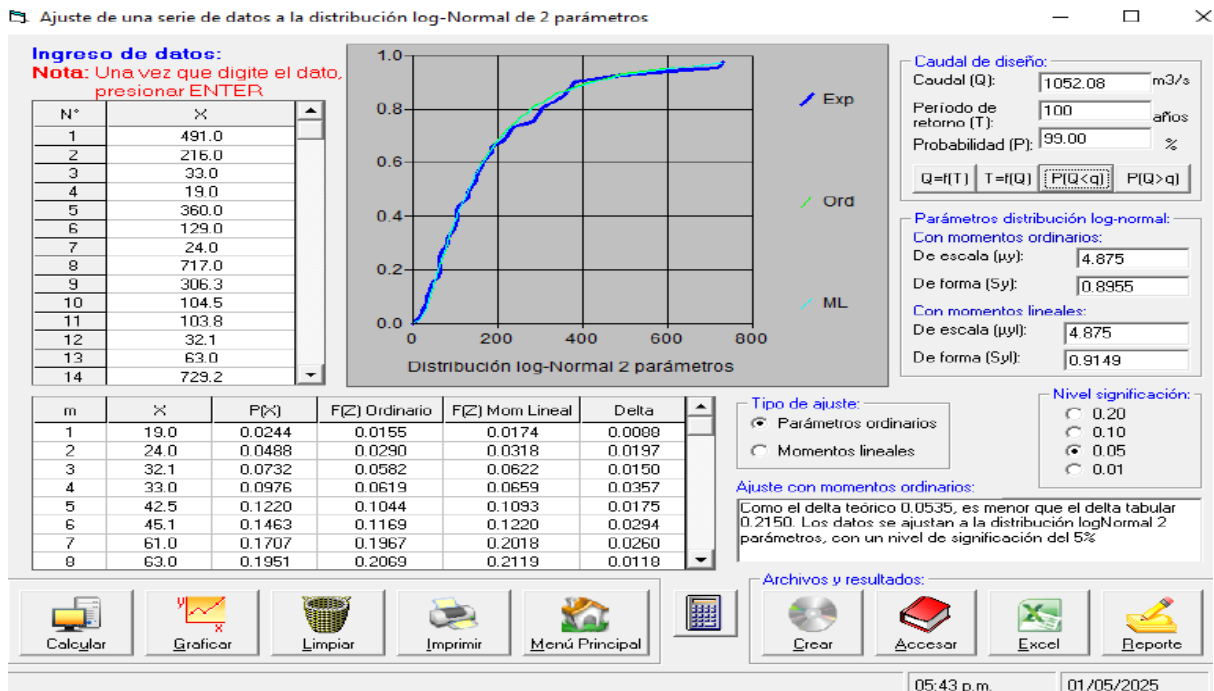 Ajuste de una serie de datos a la distribución log-Normal de 2 parámetros
Ingreso de datos:
Nota: Una vez que digite el dato,
presionar ENTER
N° X
1 491.0
2 216.0
3 33.0
4 19.0
5 360.0
6 129.0
7 24.0
8 717.0
9 306.3
10 104.5
11 103.8
12 32.1
13 63.0
14 729.2
1.0
0.8
0.6
0.4
0.2
0.0
0 200 400 600 800
Distribución log-Normal 2 parámetros
Exp
Ord
ML
Caudal de diseño:
Caudal (Q): 1052.08 m3/s
Período de
retorno (T): 100 años
Probabilidad (P): 99.00 %
Q=f(T) T=f(Q) P(Q<q) P(Q>q)
Parámetros distribución log-normal:
Con momentos ordinarios:
De escala (μy): 4.875
De forma (Sy): 0.8955
Con momentos lineales:
De escala (μyl): 4.875
De forma (Syl): 0.9149
m X P(X) F(Z) Ordinario F(Z) Mom Lineal Delta
1 19.0 0.0244 0.0155 0.0174 0.0088
2 24.0 0.0488 0.0290 0.0318 0.0197
3 32.1 0.0732 0.0582 0.0622 0.0150
4 33.0 0.0976 0.0619 0.0659 0.0357
5 42.5 0.1220 0.1044 0.1093 0.0175
6 45.1 0.1463 0.1169 0.1220 0.0294
7 61.0 0.1707 0.1967 0.2018 0.0260
8 63.0 0.1951 0.2069 0.2119 0.0118
Tipo de ajuste:
Parámetros ordinarios
Momentos lineales
Nivel significación:
0.20
0.10
0.05
0.01
Ajuste con momentos ordinarios:
Como el delta teórico 0.0535, es menor que el delta tabular
0.2150. Los datos se ajustan a la distribución logNormal 2
parámetros, con un nivel de significación del 5%
Archivos y resultados:
Calcular Graficar Limpiar Imprimir Menú Principal Crear Accesar Excel Reporte
05:43 p.m. 01/05/2025